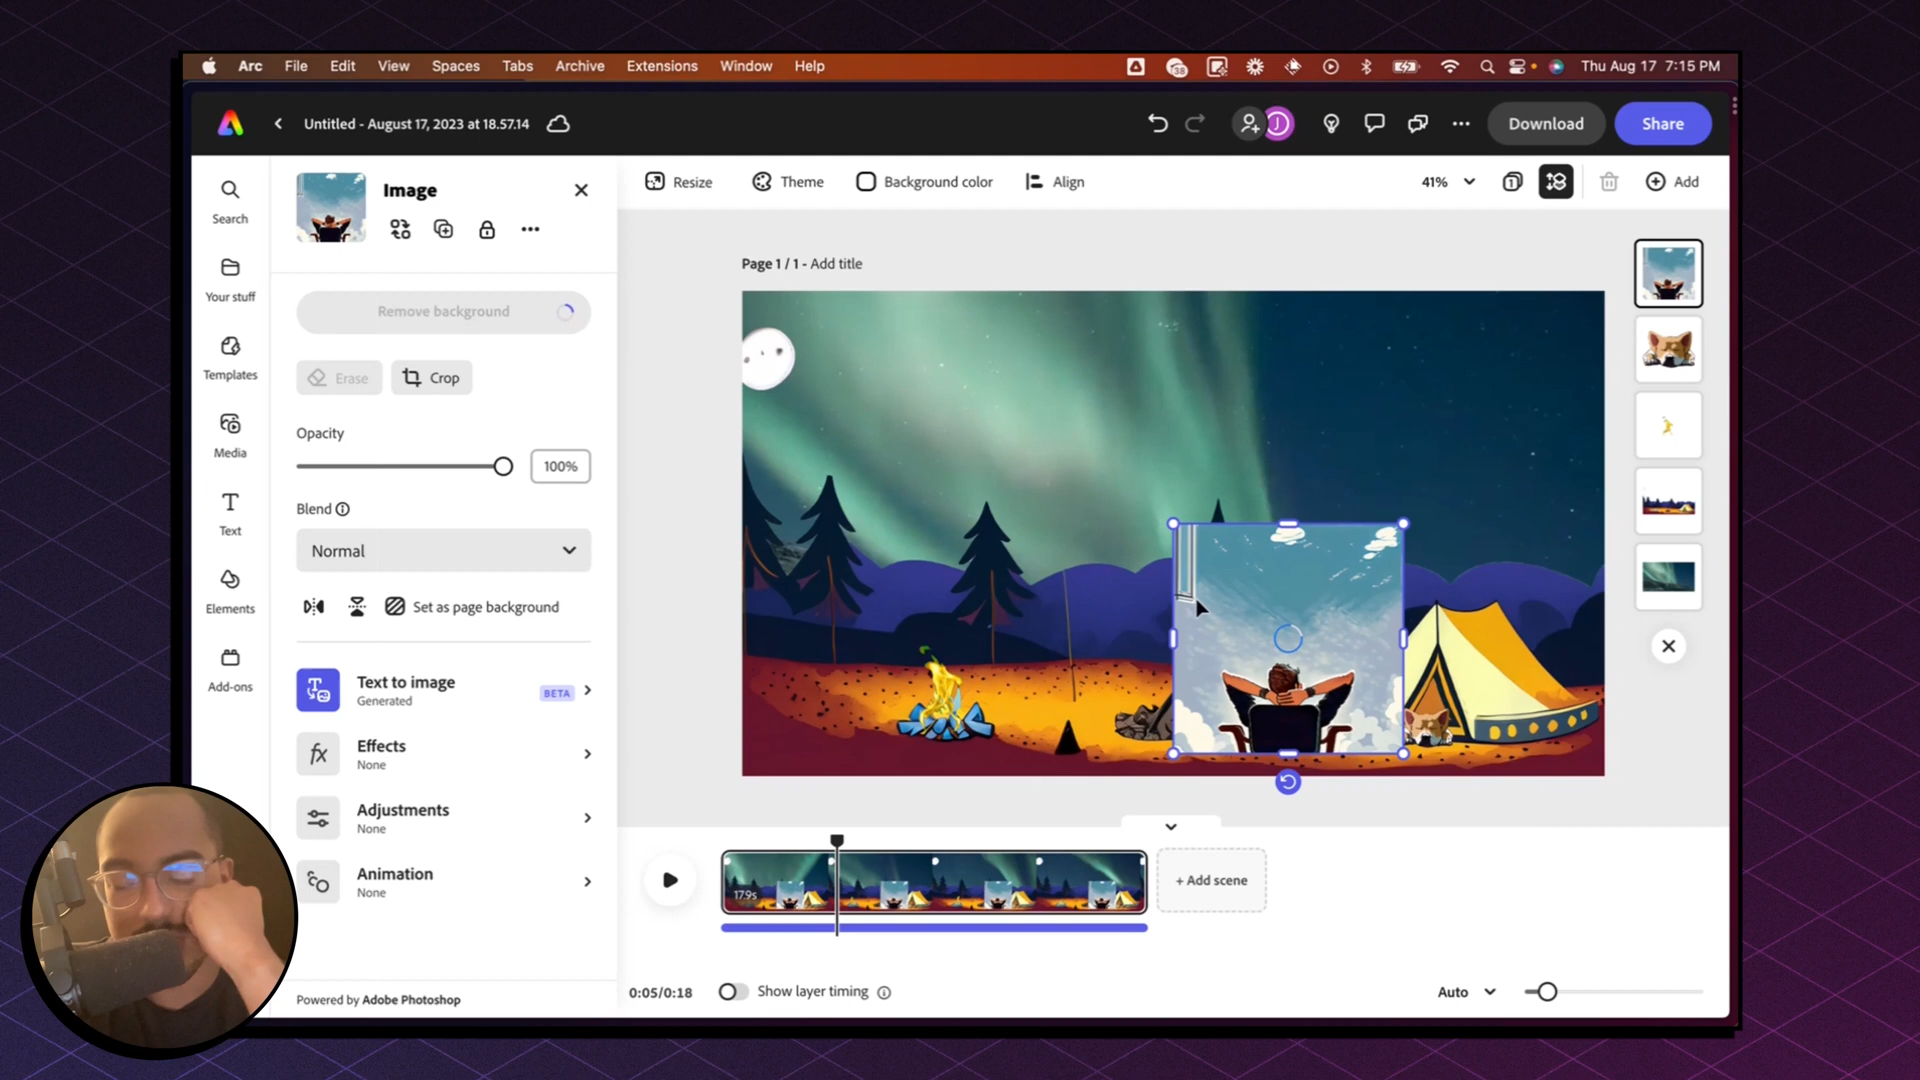 Arc File Edit View Spaces Tabs Archive Extensions Window Help
38
Thu Aug 17 7:15 PM
Untitled - August 17, 2023 at 18.57.14
J
Download
Share
Search
Your stuff
Templates
Media
Text
Elements
Add-ons
Image
Remove background
Erase
Crop
Opacity
100%
Blend
Normal
Set as page background
Text to image
Generated
BETA
Effects
None
Adjustments
None
Animation
None
Powered by Adobe Photoshop
Resize
Theme
Background color
Align
41%
1
Add
Page 1 / 1 - Add title
17.9s
+ Add scene
0:05/0:18
Show layer timing
Auto